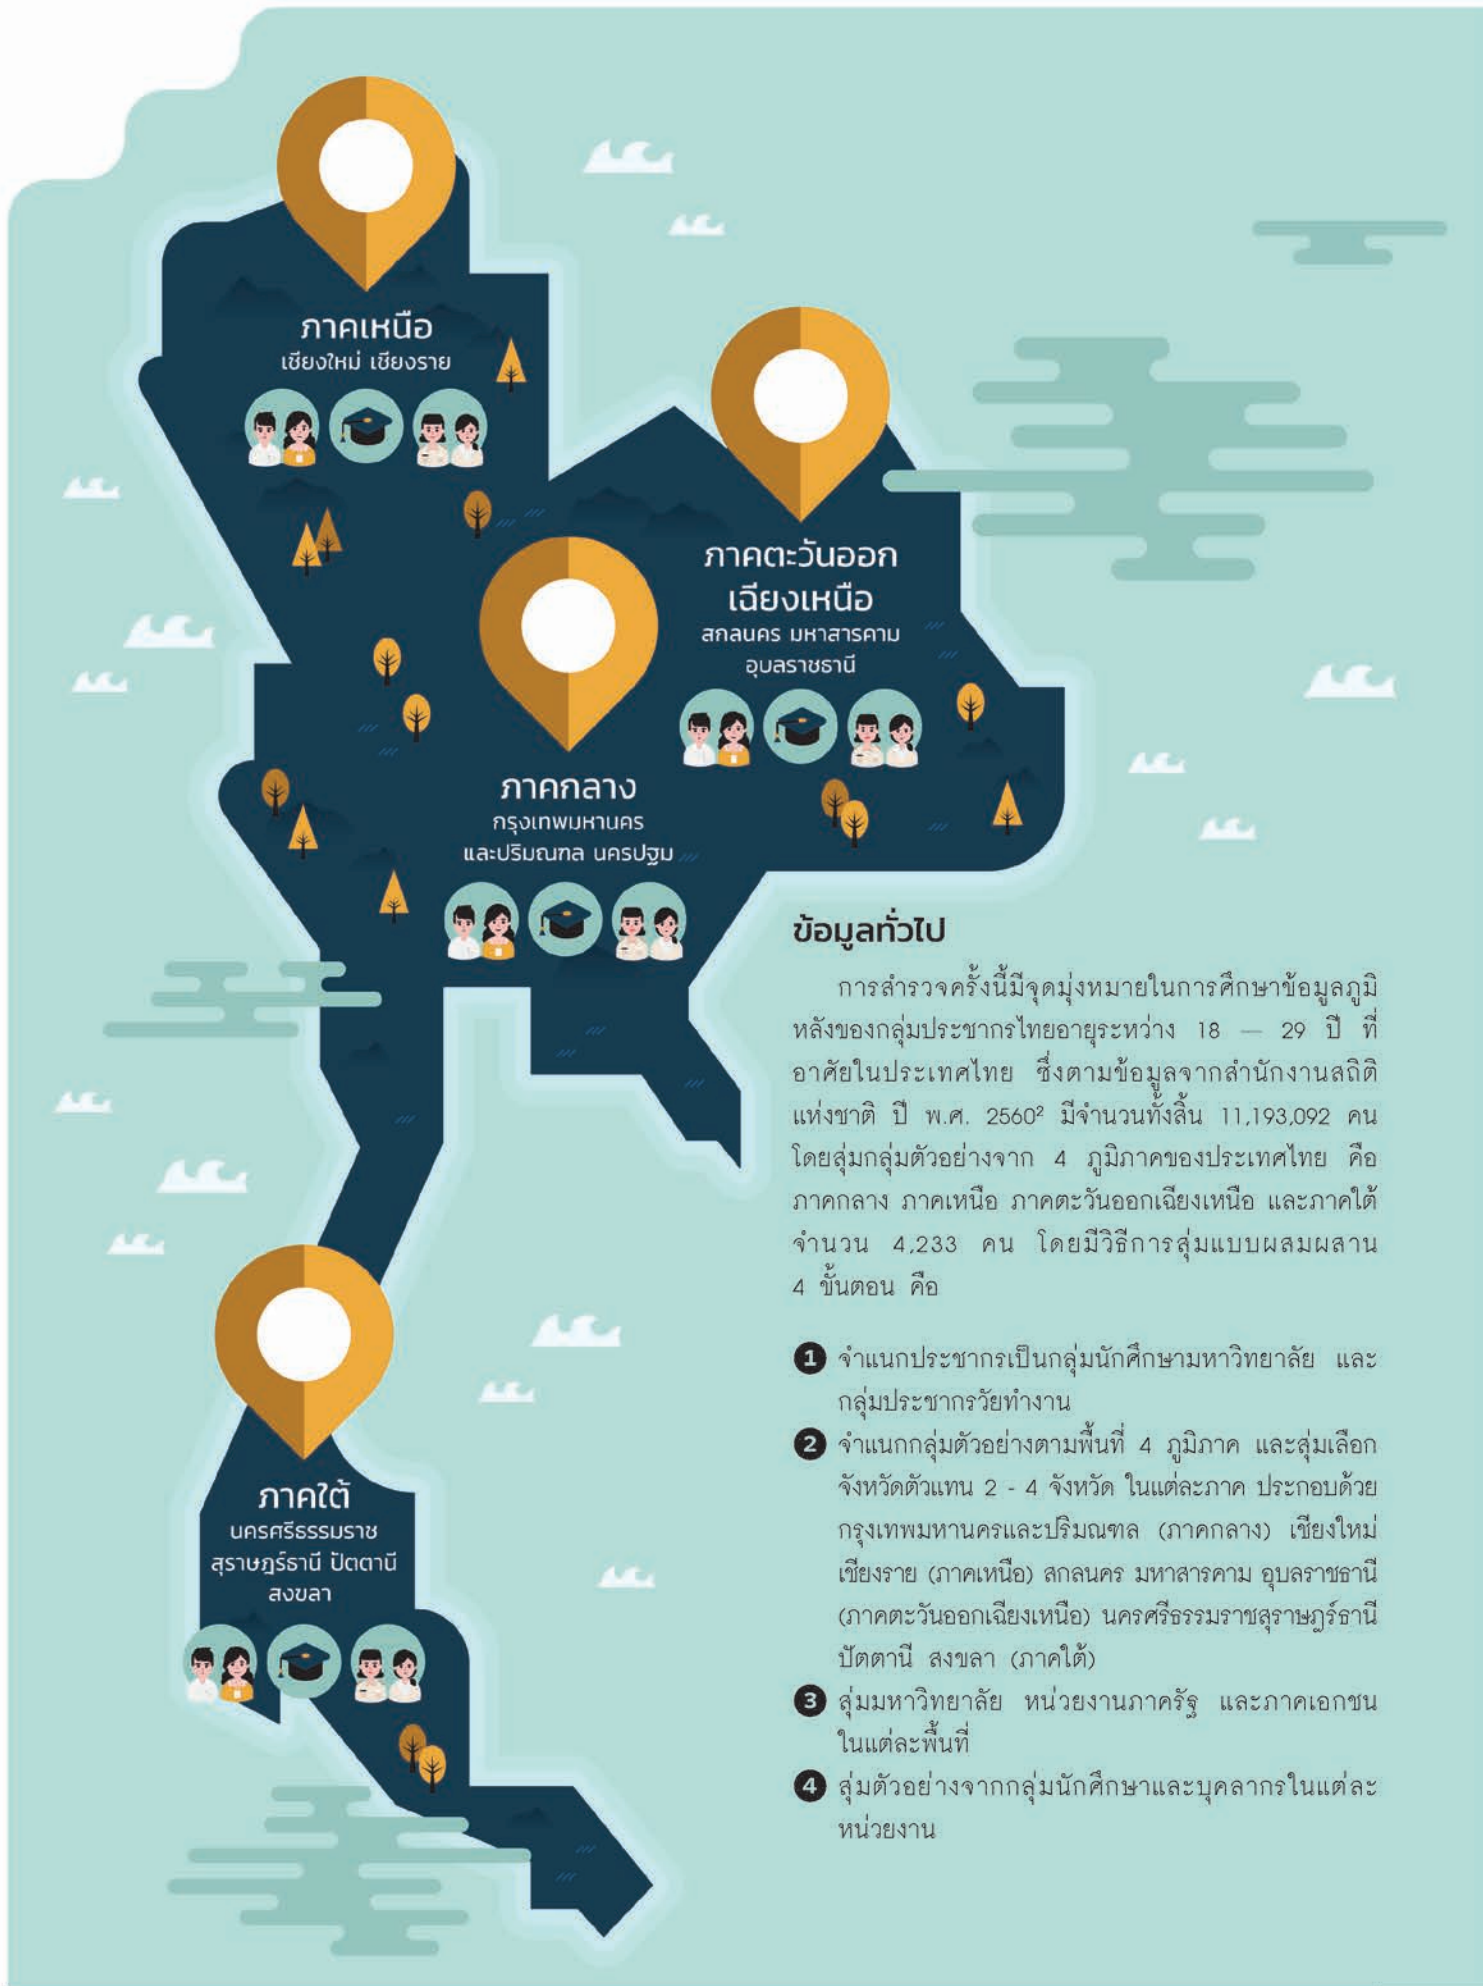 ภาคเหนือ
เชียงใหม่ เชียงราย
ภาคตะวันออก
เฉียงเหนือ
สกลนคร มหาสารคาม
อุบลราชธานี
ภาคกลาง
กรุงเทพมหานคร
และปริมณฑล นครปฐม
ภาคใต้
นครศรีธรรมราช
สุราษฎร์ธานี ปัตตานี
สงขลา
ข้อมูลทั่วไป
การสำรวจครั้งนี้มีจุดมุ่งหมายในการศึกษาข้อมูลภูมิ
หลังของกลุ่มประชากรไทยอายุระหว่าง 18 – 29 ปี ที่
อาศัยในประเทศไทย ซึ่งตามข้อมูลจากสำนักงานสถิติ
แห่งชาติ ปี พ.ศ. 2560² มีจำนวนทั้งสิ้น 11,193,092 คน
โดยสุ่มกลุ่มตัวอย่างจาก 4 ภูมิภาคของประเทศไทย คือ
ภาคกลาง ภาคเหนือ ภาคตะวันออกเฉียงเหนือ และภาคใต้
จำนวน 4,233 คน โดยมีวิธีการสุ่มแบบผสมผสาน
4 ขั้นตอน คือ
1 จำแนกประชากรเป็นกลุ่มนักศึกษามหาวิทยาลัย และ
กลุ่มประชากรวัยทำงาน
2 จำแนกกลุ่มตัวอย่างตามพื้นที่ 4 ภูมิภาค และสุ่มเลือก
จังหวัดตัวแทน 2 - 4 จังหวัด ในแต่ละภาค ประกอบด้วย
กรุงเทพมหานครและปริมณฑล (ภาคกลาง) เชียงใหม่
เชียงราย (ภาคเหนือ) สกลนคร มหาสารคาม อุบลราชธานี
(ภาคตะวันออกเฉียงเหนือ) นครศรีธรรมราชสุราษฎร์ธานี
ปัตตานี สงขลา (ภาคใต้)
3 สุ่มมหาวิทยาลัย หน่วยงานภาครัฐ และภาคเอกชน
ในแต่ละพื้นที่
4 สุ่มตัวอย่างจากกลุ่มนักศึกษาและบุคลากรในแต่ละ
หน่วยงาน